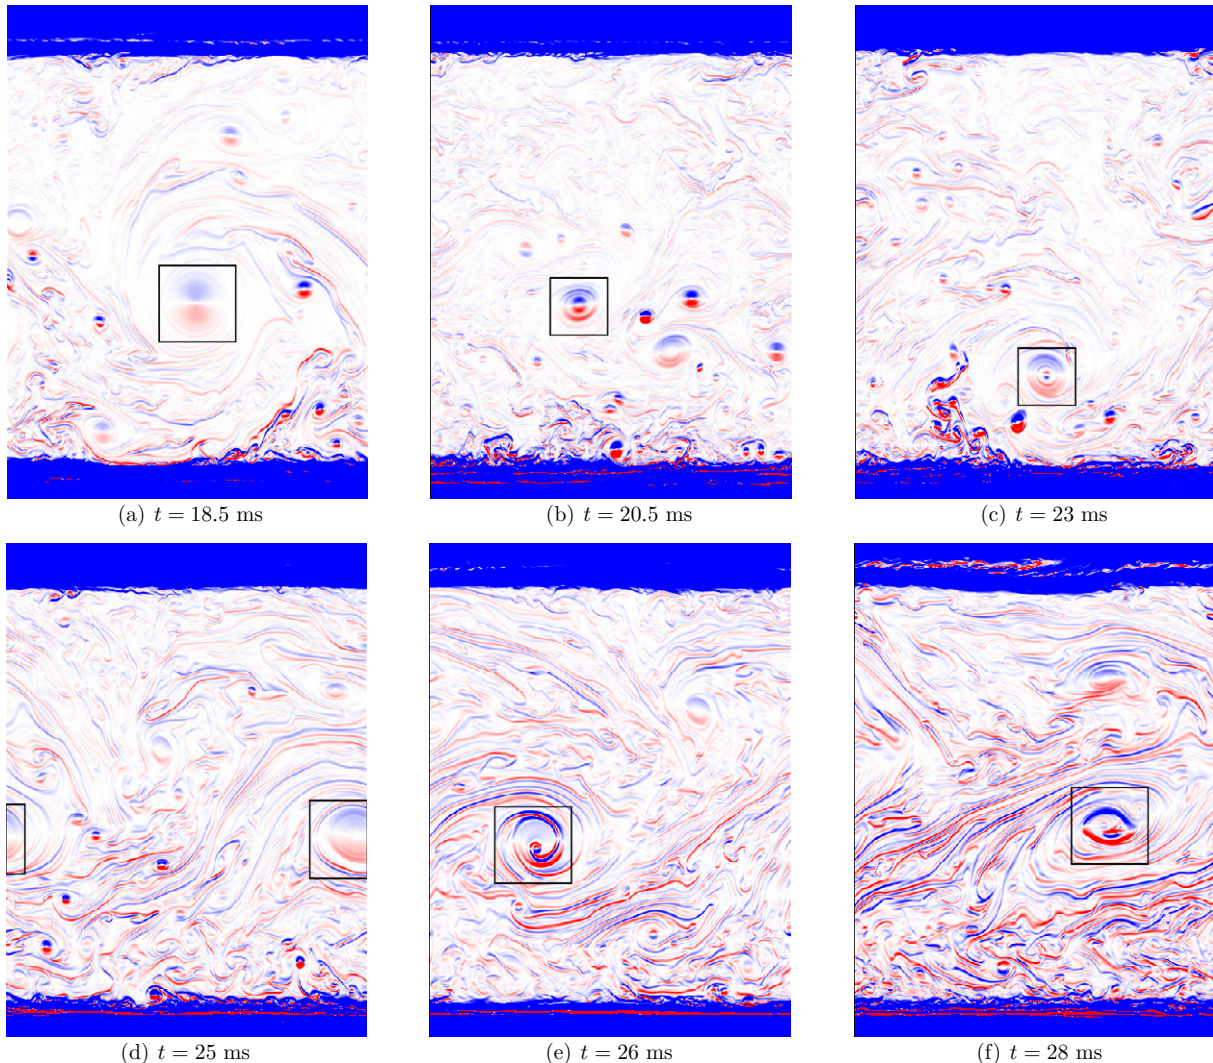 (a) t = 18.5 ms
(b) t = 20.5 ms
(c) t = 23 ms
(d) t = 25 ms
(e) t = 26 ms
(f) t = 28 ms